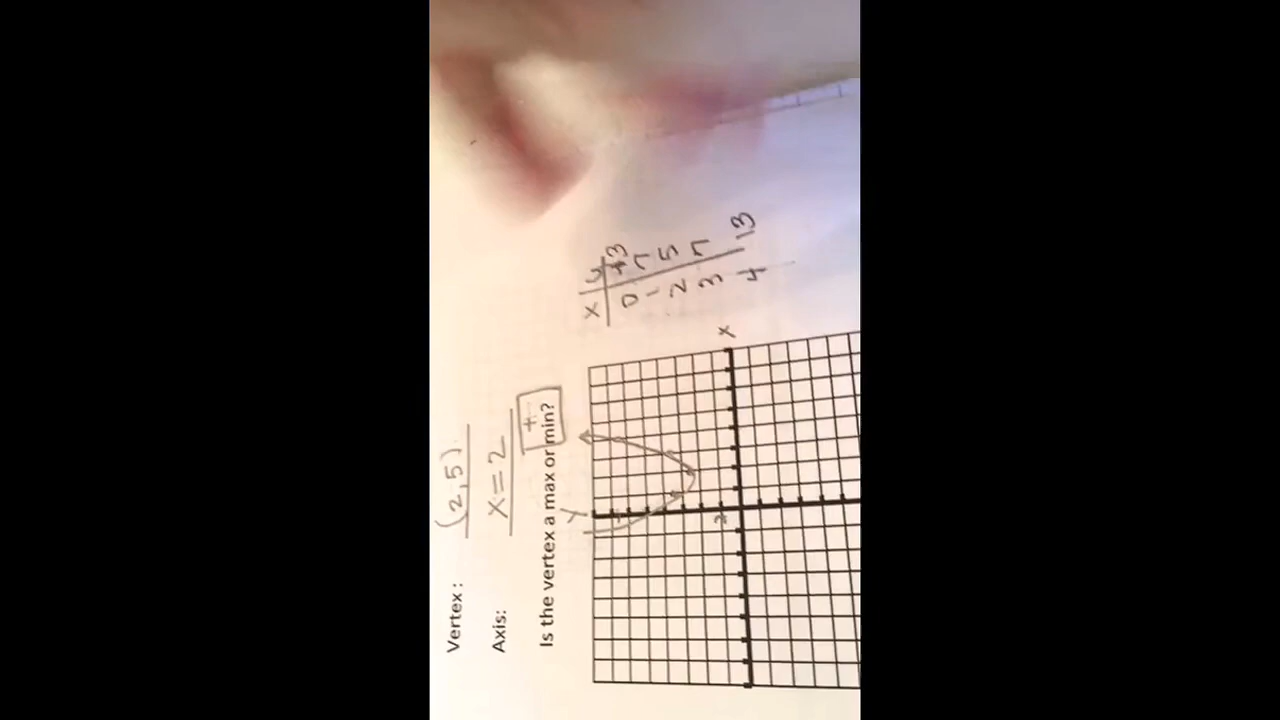 Vertex : (2,5)
Axis: x=2
Is the vertex a max or min? +
x y
0 13
1 7
2 5
3 7
4 13
Y
2
X